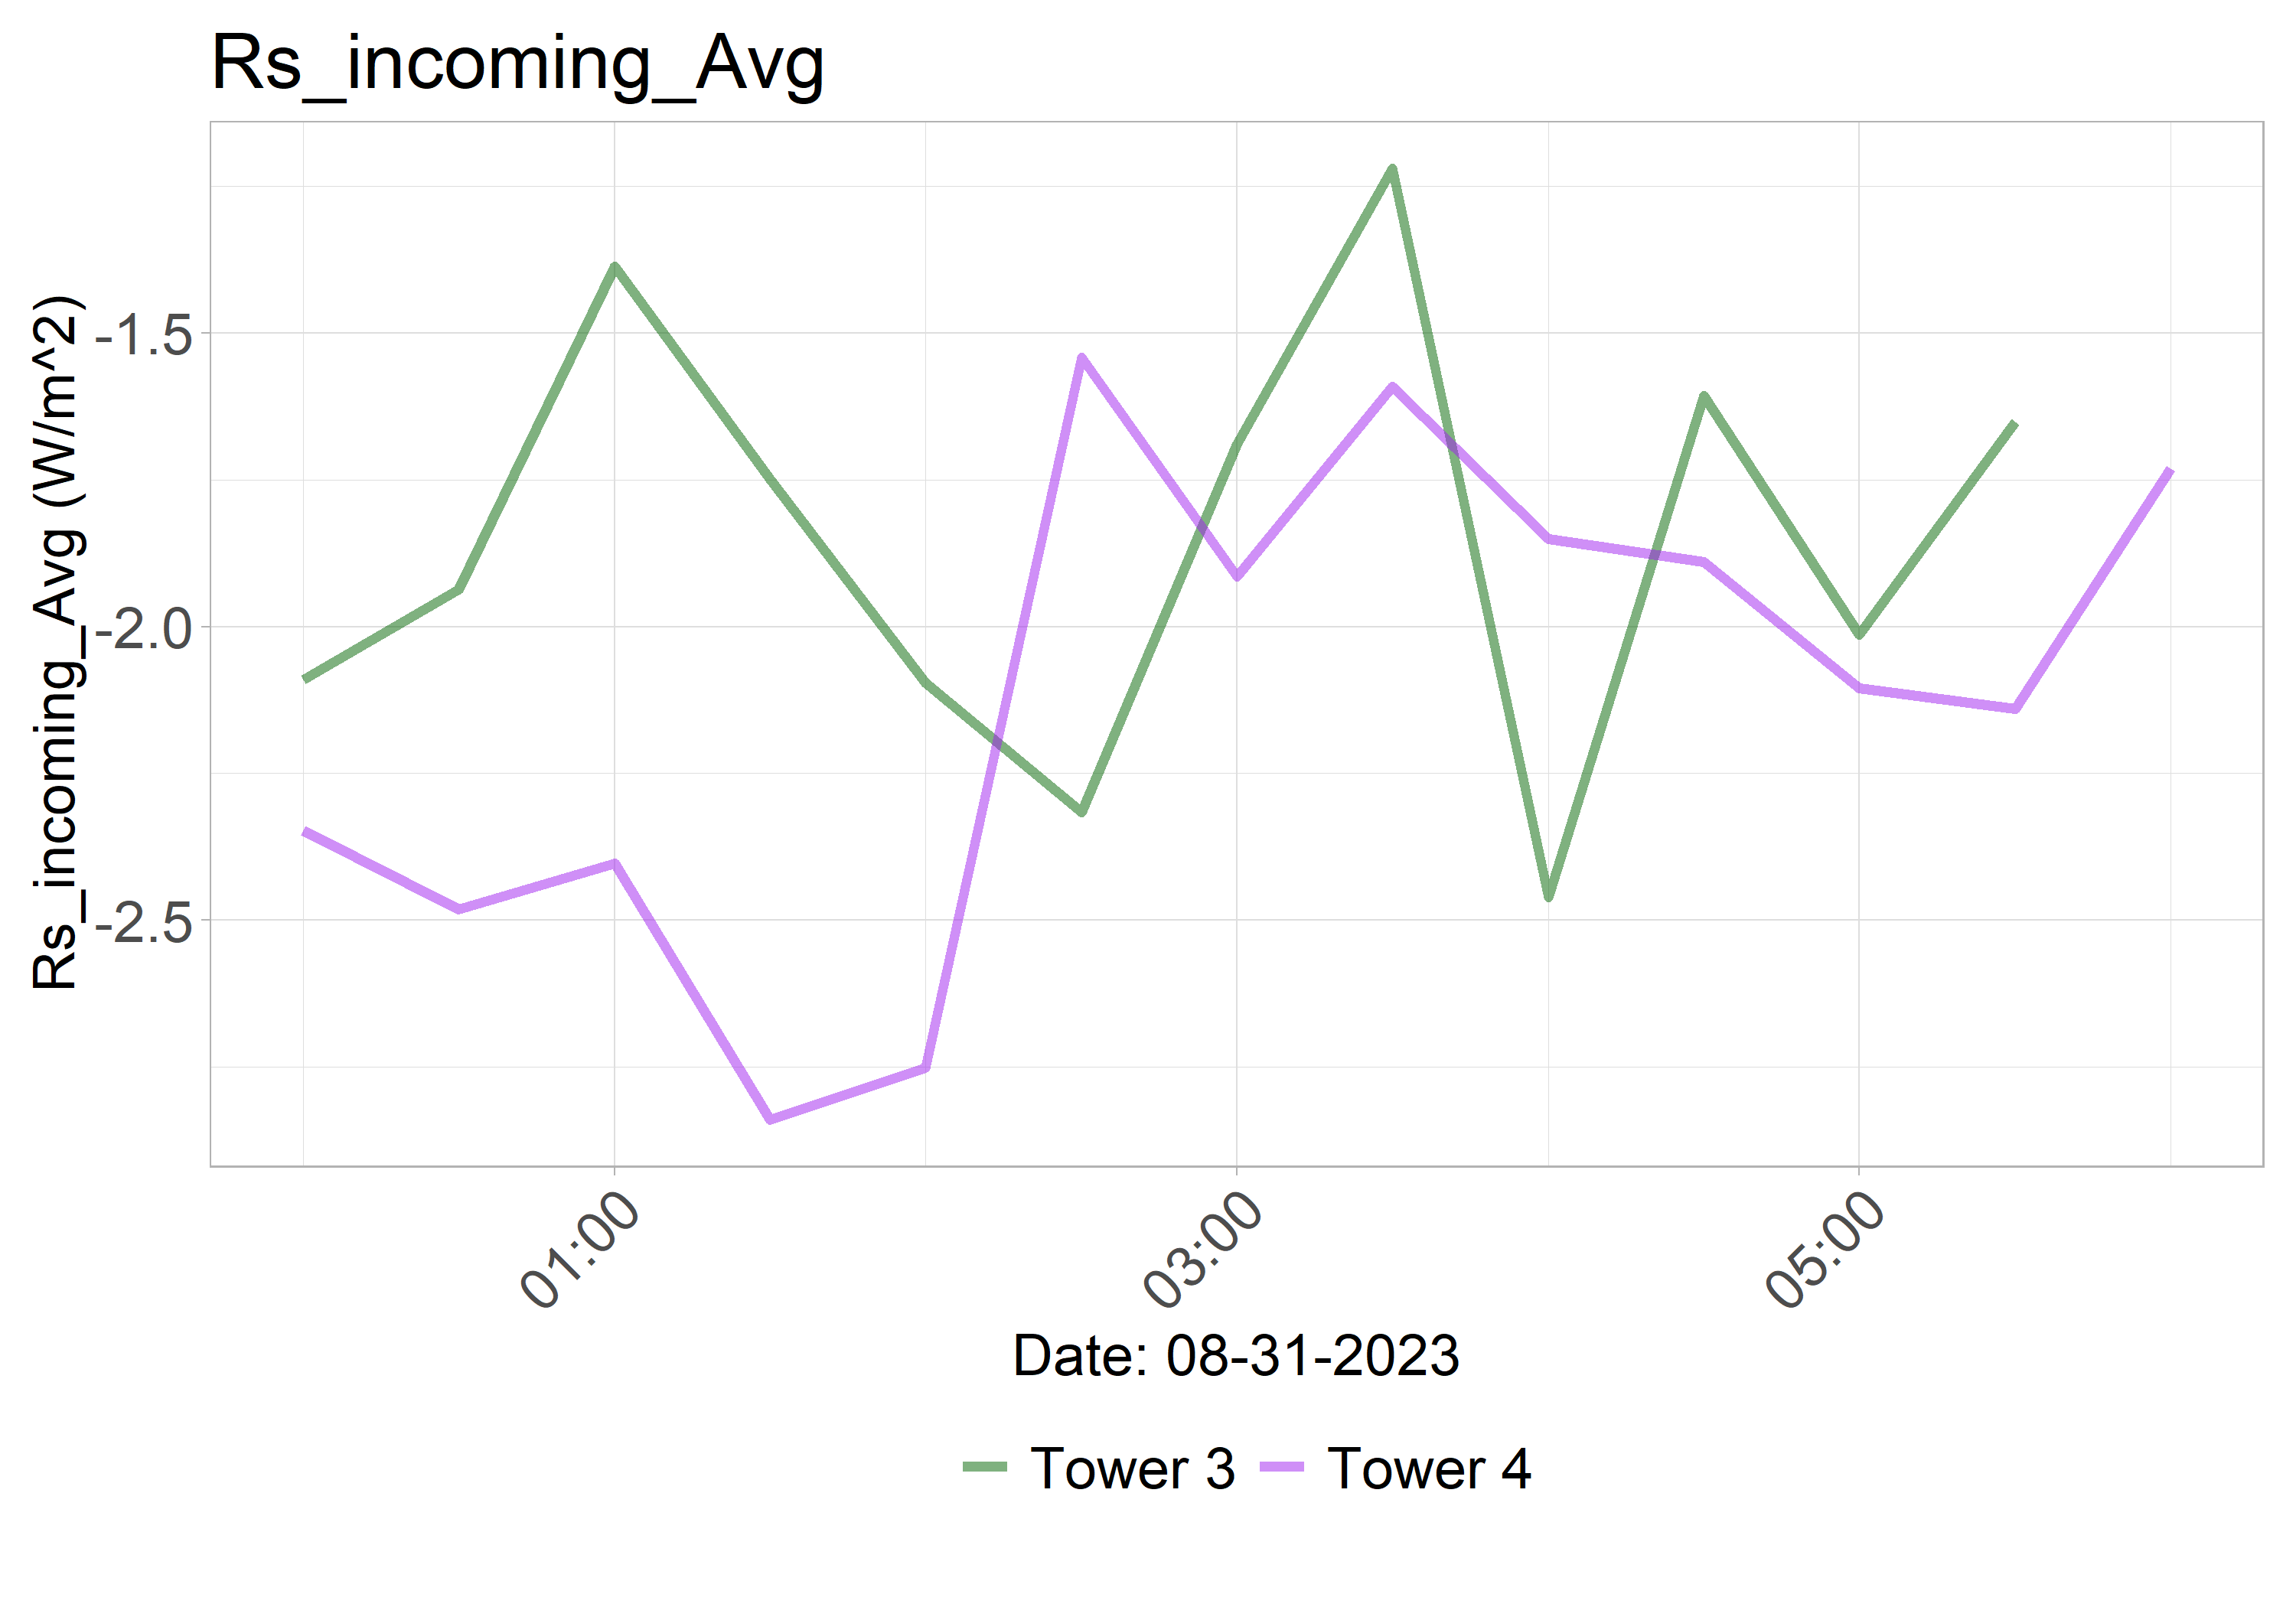 Rs_incoming_Avg
Rs_incoming_Avg (W/m^2)
-1.5
-2.0
-2.5
01:00
03:00
05:00
Date: 08-31-2023
Tower 3
Tower 4